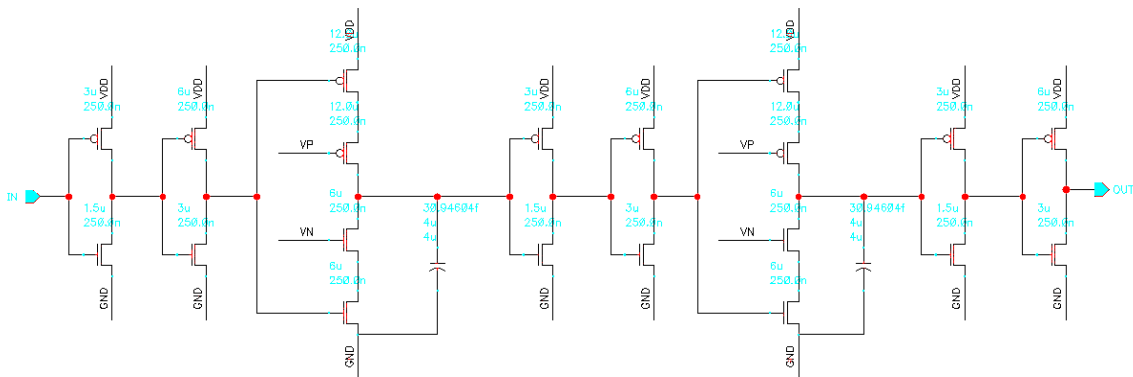 12.0u
250.0n
VDD
12.0u
250.0n
VDD
3u
250.0n
VDD
6u
250.0n
VDD
12.0u
250.0n
3u
250.0n
VDD
6u
250.0n
VDD
12.0u
250.0n
3u
250.0n
VDD
6u
250.0n
VDD
VP
VP
IN
OUT
1.5u
250.0n
3u
250.0n
6u
250.0n
VN
30.94604f
4u
4u
1.5u
250.0n
3u
250.0n
6u
250.0n
VN
30.94604f
4u
4u
1.5u
250.0n
3u
250.0n
6u
250.0n
6u
250.0n
GND
GND
GND
GND
GND
GND
GND
GND